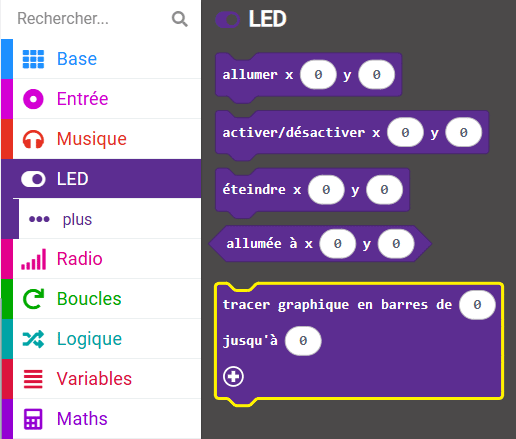 Rechercher...
Base
Entrée
Musique
LED
plus
Radio
Boucles
Logique
Variables
Maths
LED
allumer x 0 y 0
activer/désactiver x 0 y 0
éteindre x 0 y 0
allumée à x 0 y 0
tracer graphique en barres de 0
jusqu'à 0